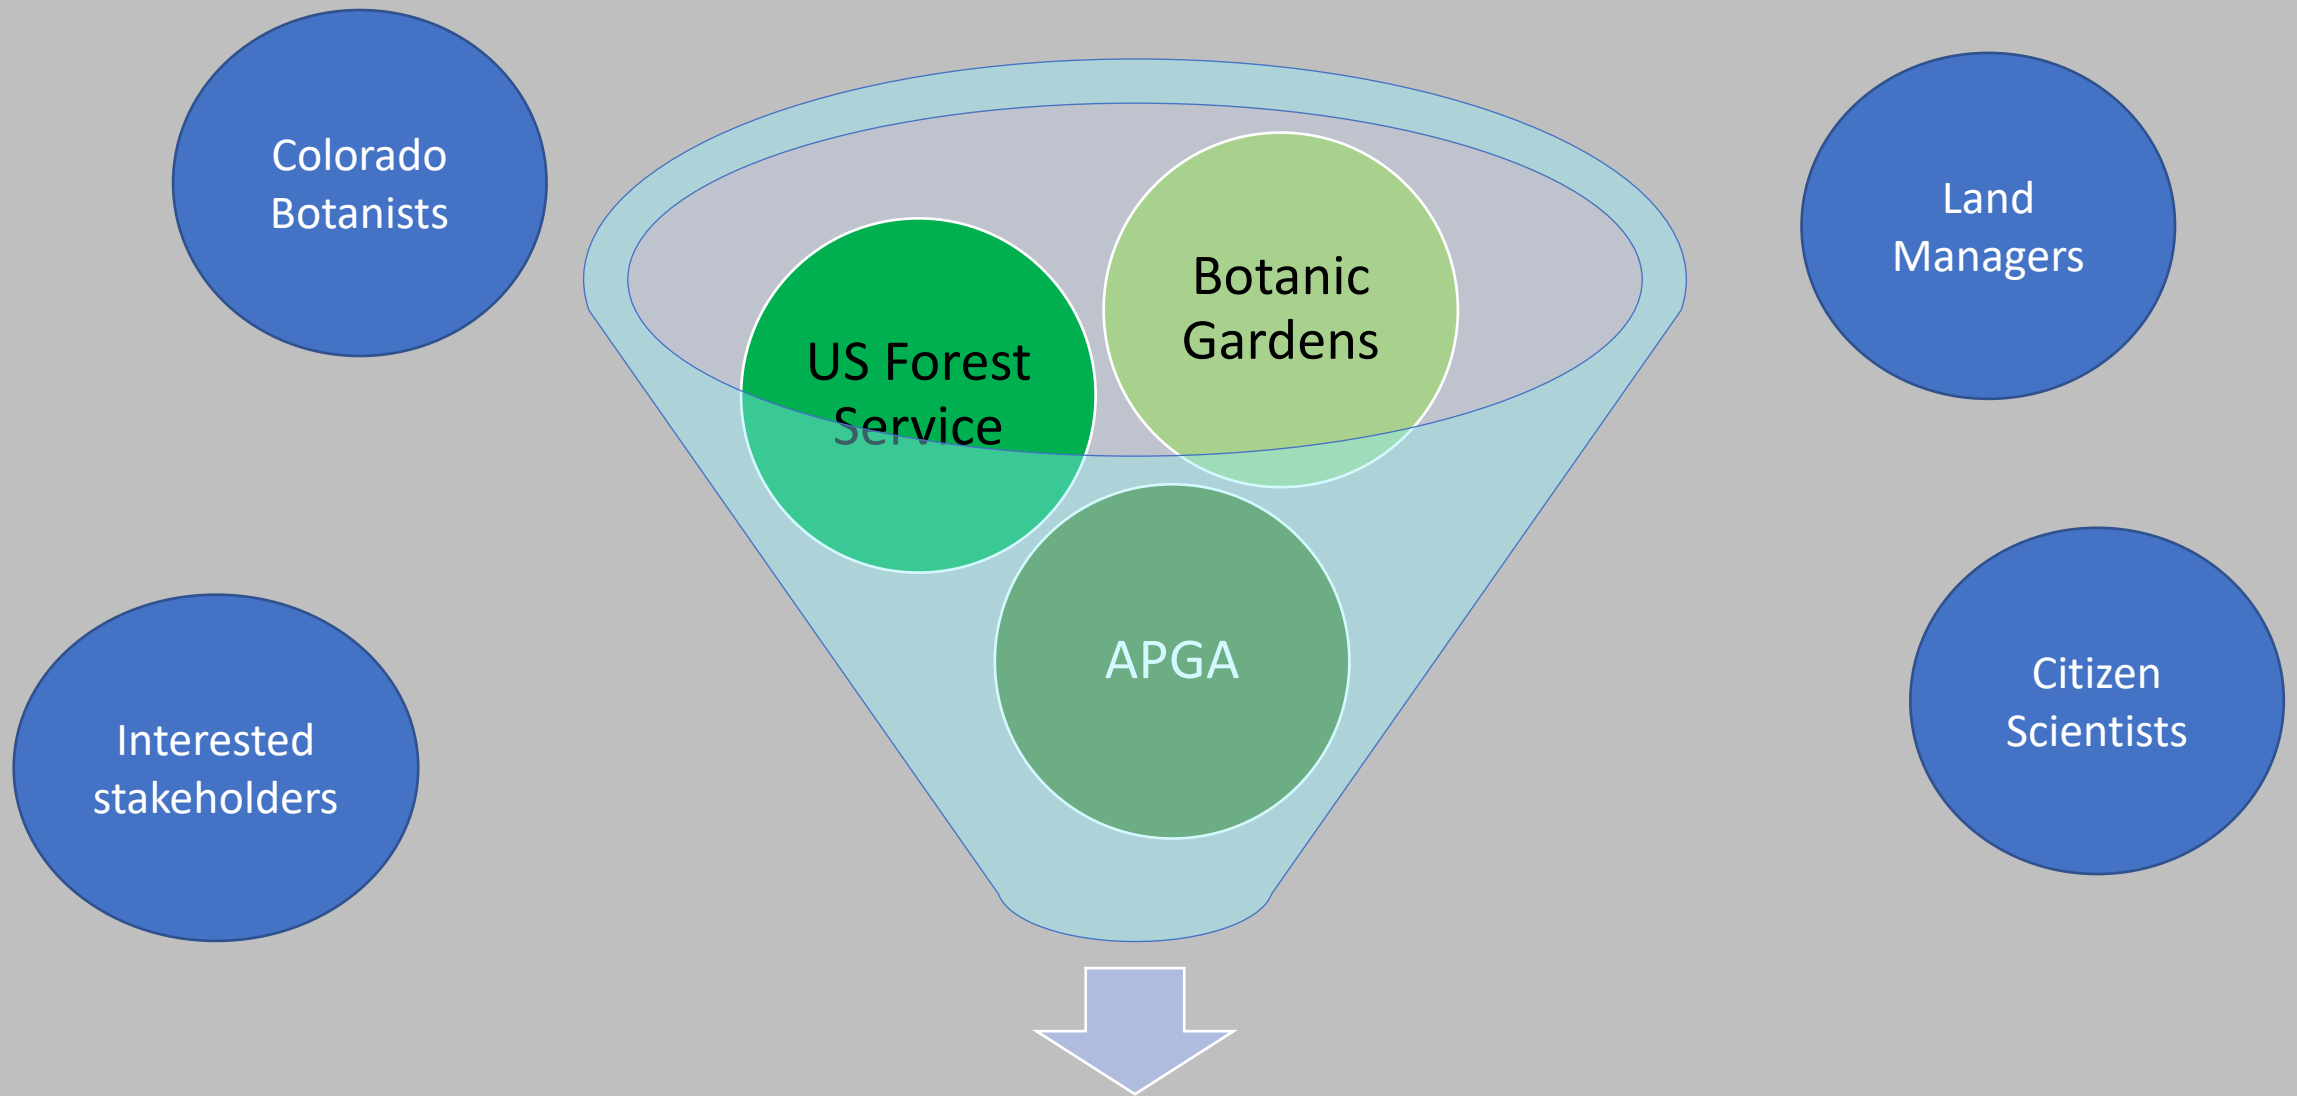 Colorado
Botanists
Land
Managers
Botanic
Gardens
US Forest
Service
APGA
Interested
stakeholders
Citizen
Scientists